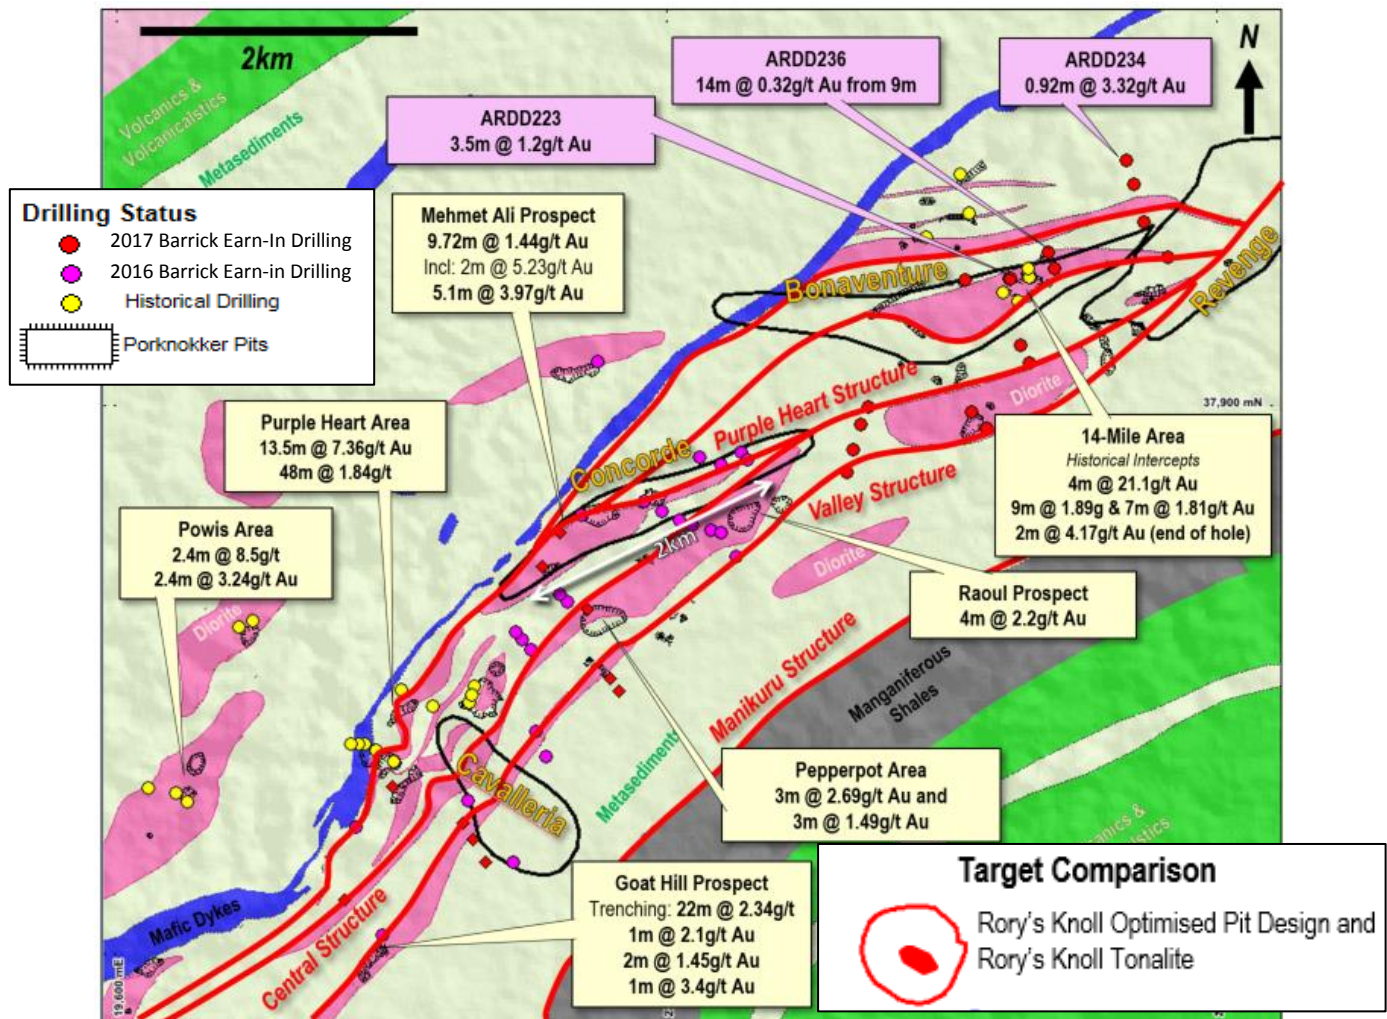 2km
N
ARDD236
14m @ 0.32g/t Au from 9m
ARDD234
0.92m @ 3.32g/t Au
ARDD223
3.5m @ 1.2g/t Au
Volcanics &
Volcanicalstics
Metasediments
Drilling Status
2017 Barrick Earn-In Drilling
2016 Barrick Earn-in Drilling
Historical Drilling
Porknokker Pits
Mehmet Ali Prospect
9.72m @ 1.44g/t Au
Incl: 2m @ 5.23g/t Au
5.1m @ 3.97g/t Au
Bonaventure
Revenge
Purple Heart Structure
Diorite
37,900 mN
Purple Heart Area
13.5m @ 7.36g/t Au
48m @ 1.84g/t
Concorde
14-Mile Area
Historical Intercepts
4m @ 21.1g/t Au
9m @ 1.89g & 7m @ 1.81g/t Au
2m @ 4.17g/t Au (end of hole)
Valley Structure
2km
Powis Area
2.4m @ 8.5g/t
2.4m @ 3.24g/t Au
Diorite
Diorite
Raoul Prospect
4m @ 2.2g/t Au
Manikuru Structure
Manganiferous
Shales
Metasediments
Cavalleria
Pepperpot Area
3m @ 2.69g/t Au and
3m @ 1.49g/t Au
Goat Hill Prospect
Trenching: 22m @ 2.34g/t
1m @ 2.1g/t Au
2m @ 1.45g/t Au
1m @ 3.4g/t Au
Mafic Dykes
Central Structure
19,600 mE
Target Comparison
Rory's Knoll Optimised Pit Design and
Rory's Knoll Tonalite